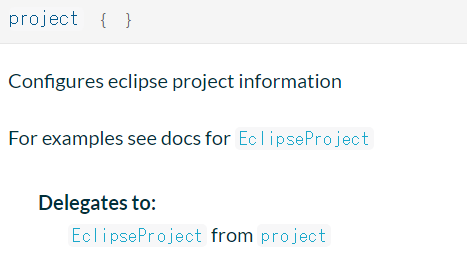 project { }
Configures eclipse project information
For examples see docs for EclipseProject
Delegates to:
EclipseProject from project